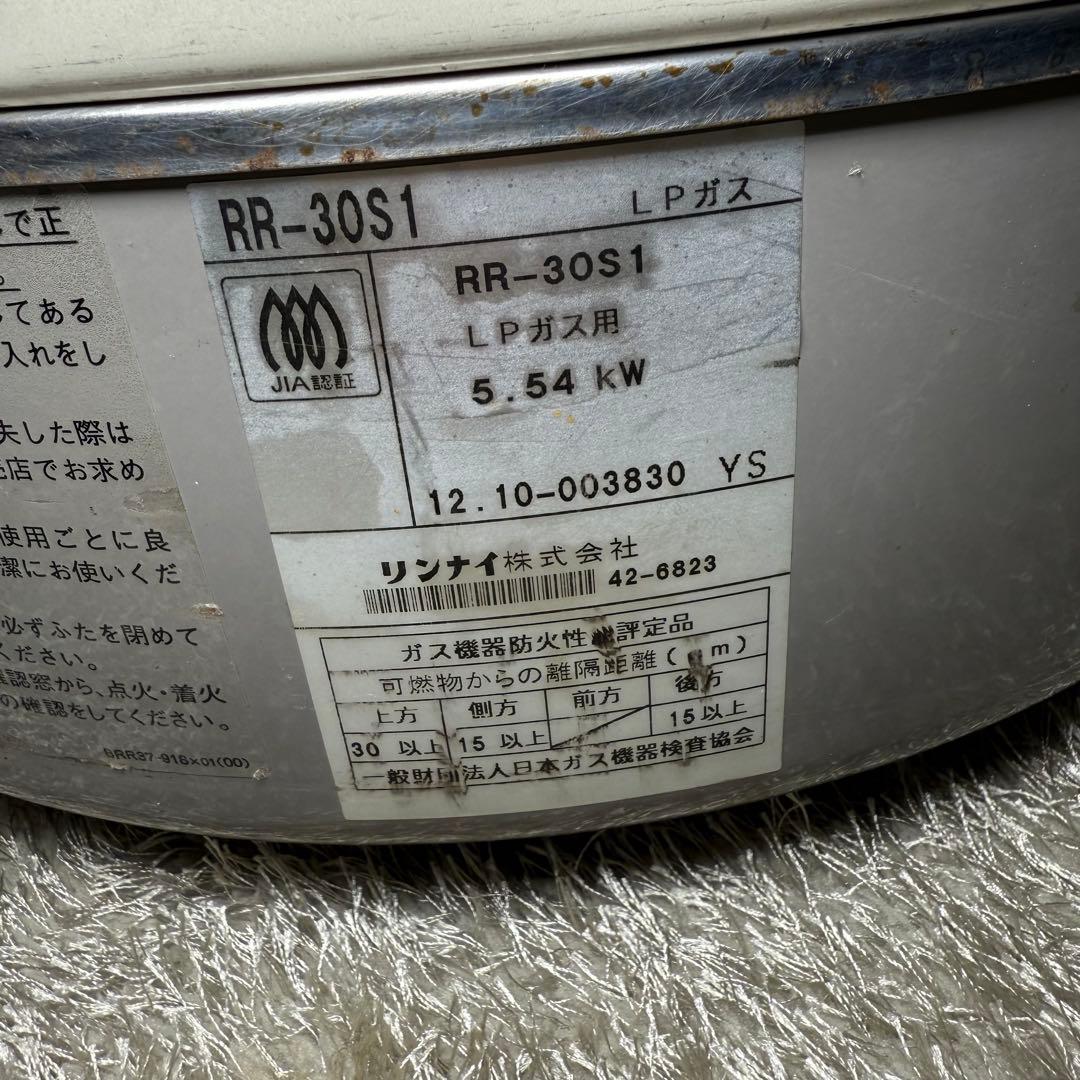 で正
。
てある
入れをし
失した際は
店でお求め
使用ごとに良
潔にお使いくだ
必ずふたを閉めて
ください。
確認窓から、点火・着火
の確認をしてください。
RR-30S1 LPガス
JIA認証
RR-30S1
LPガス用
5.54 kW
12.10-003830 YS
リンナイ株式会社
42-6823
ガス機器防火性 評定品
可燃物からの離隔距離( m)
上方 側方 前方 後方
30 以上 15 以上 15 以上
一般財団法人日本ガス機器検査協会